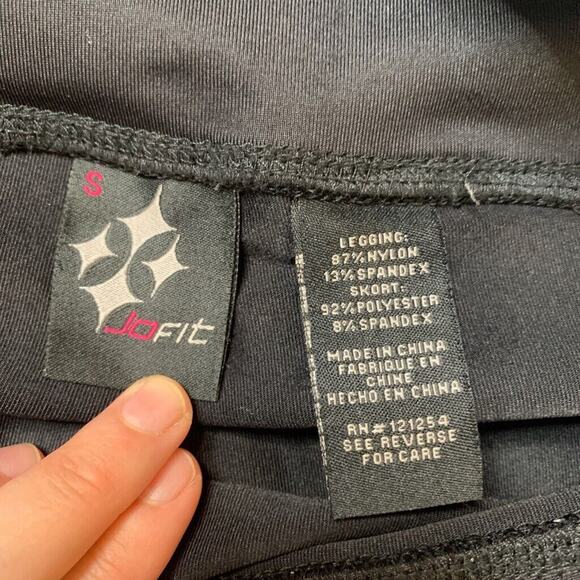 S
JOFIT
LEGGING:
87%NYLON
13%SPANDEX
SKORT:
92%POLYESTER
8%SPANDEX
MADE IN CHINA
FABRIQUE EN
CHINE
HECHO EN CHINA
RN#121254
SEE REVERSE
FOR CARE